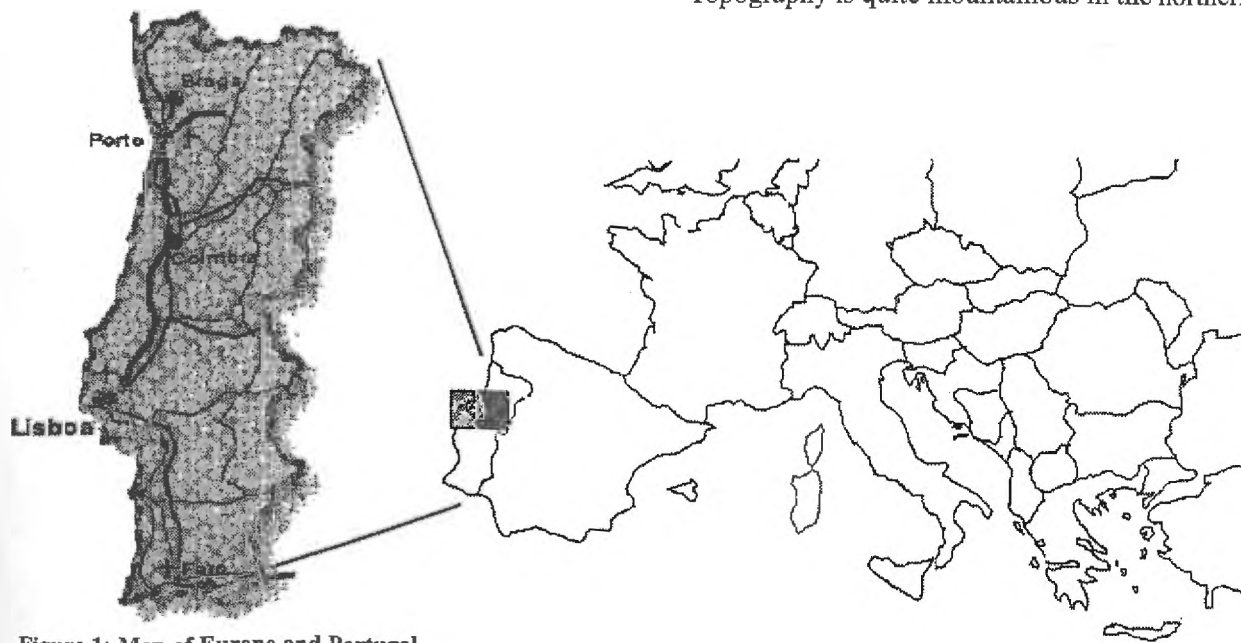 Topography is quite mountainous in the northern
Braga
Porto
Coimbra
Lisboa
Faro
Figure 1: Map of Europe and Portugal